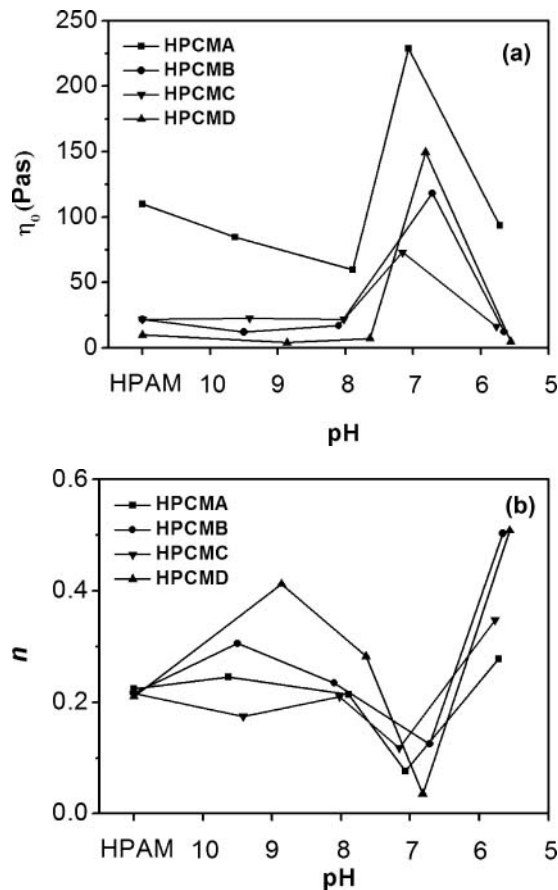 250
200
150
100
50
0
η₀(Pas)
HPCMA
HPCMB
HPCMC
HPCMD
(a)
HPAM 10 9 8 7 6 5
pH
0.6
0.4
0.2
0.0
n
HPCMA
HPCMB
HPCMC
HPCMD
(b)
HPAM 10 9 8 7 6 5
pH